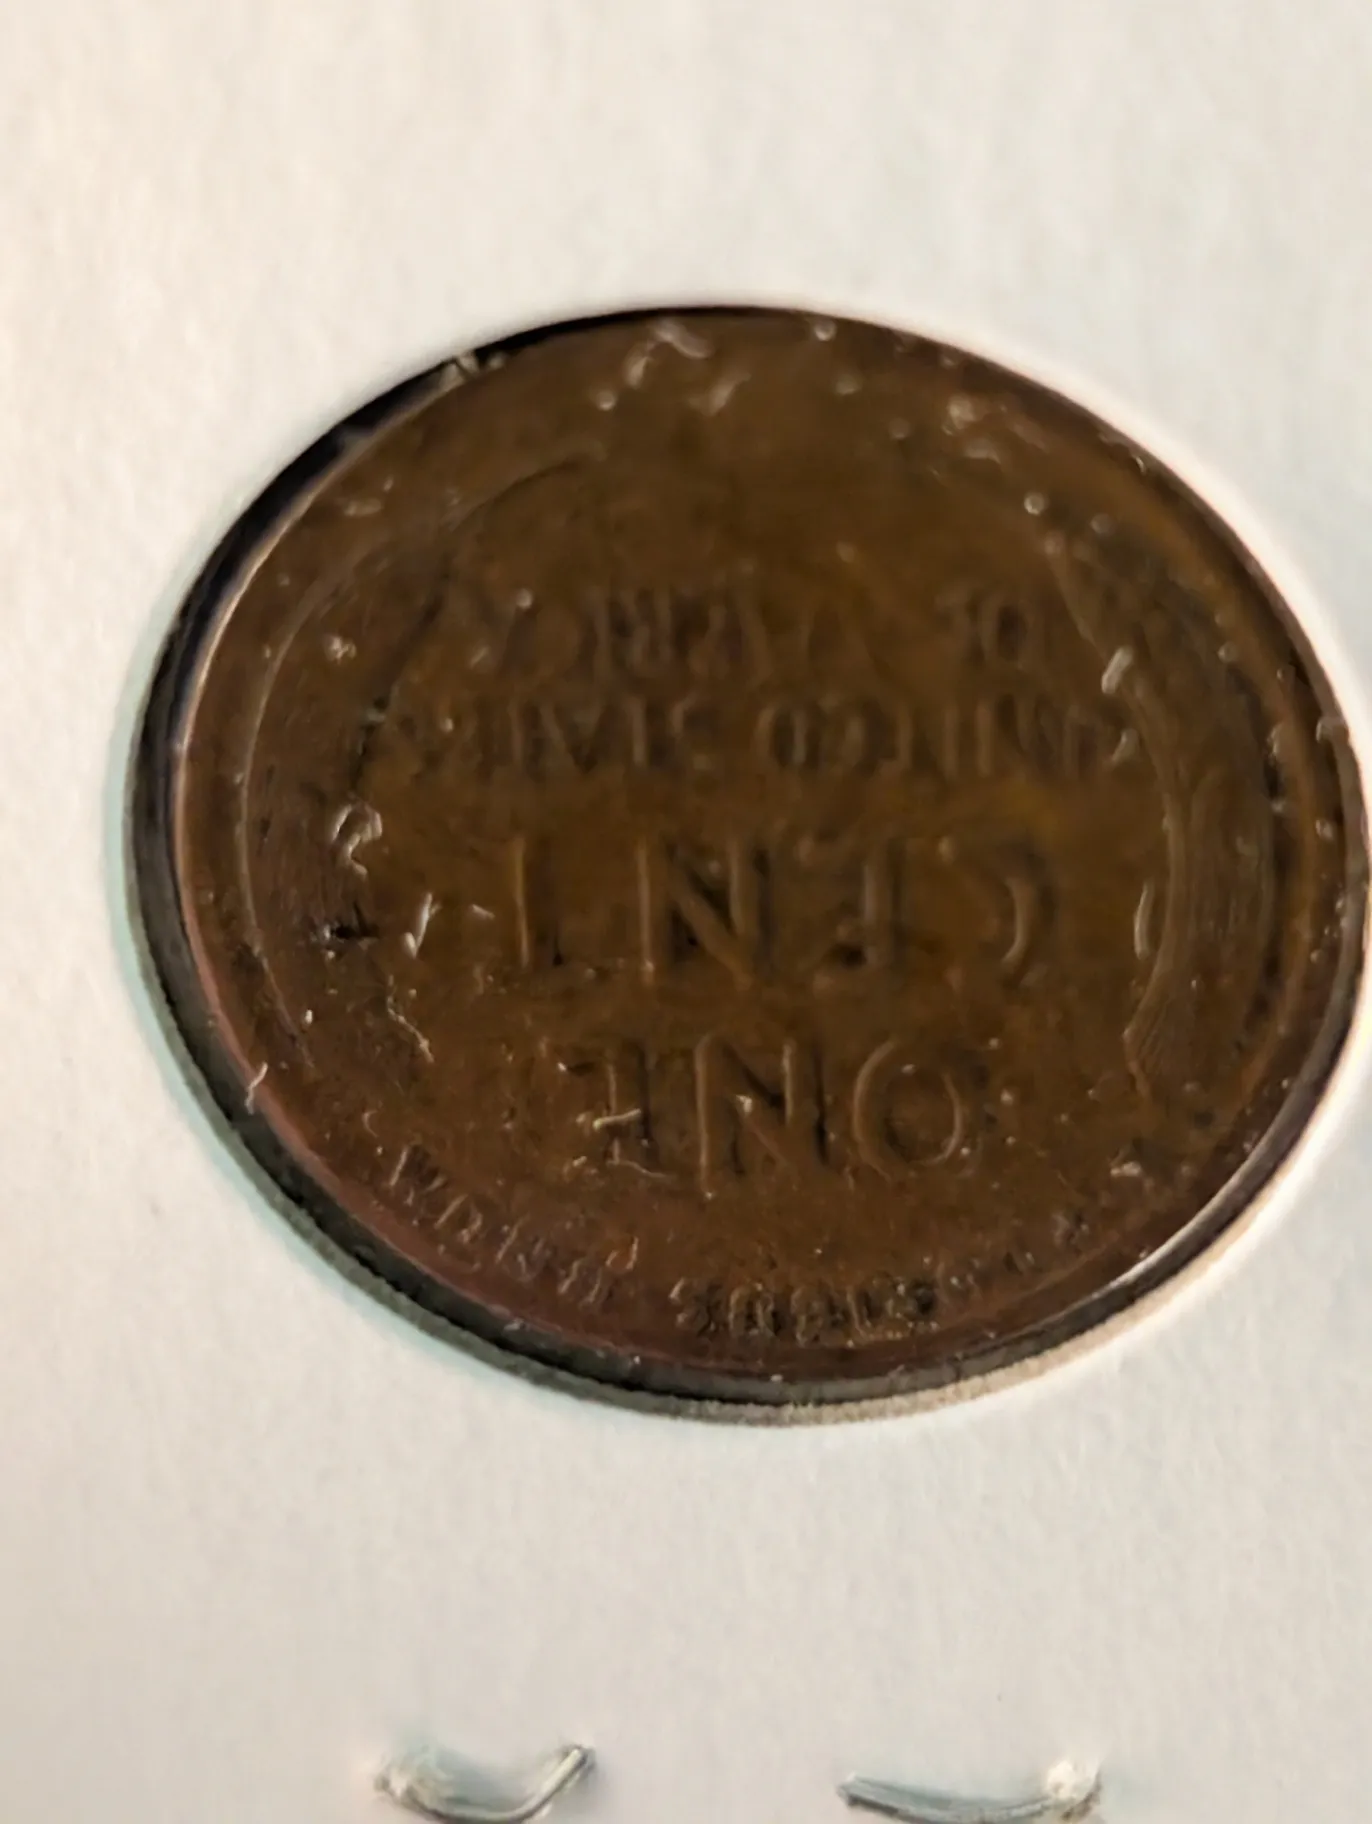 ONE
CENT
UNITED STATES
OF AMERICA